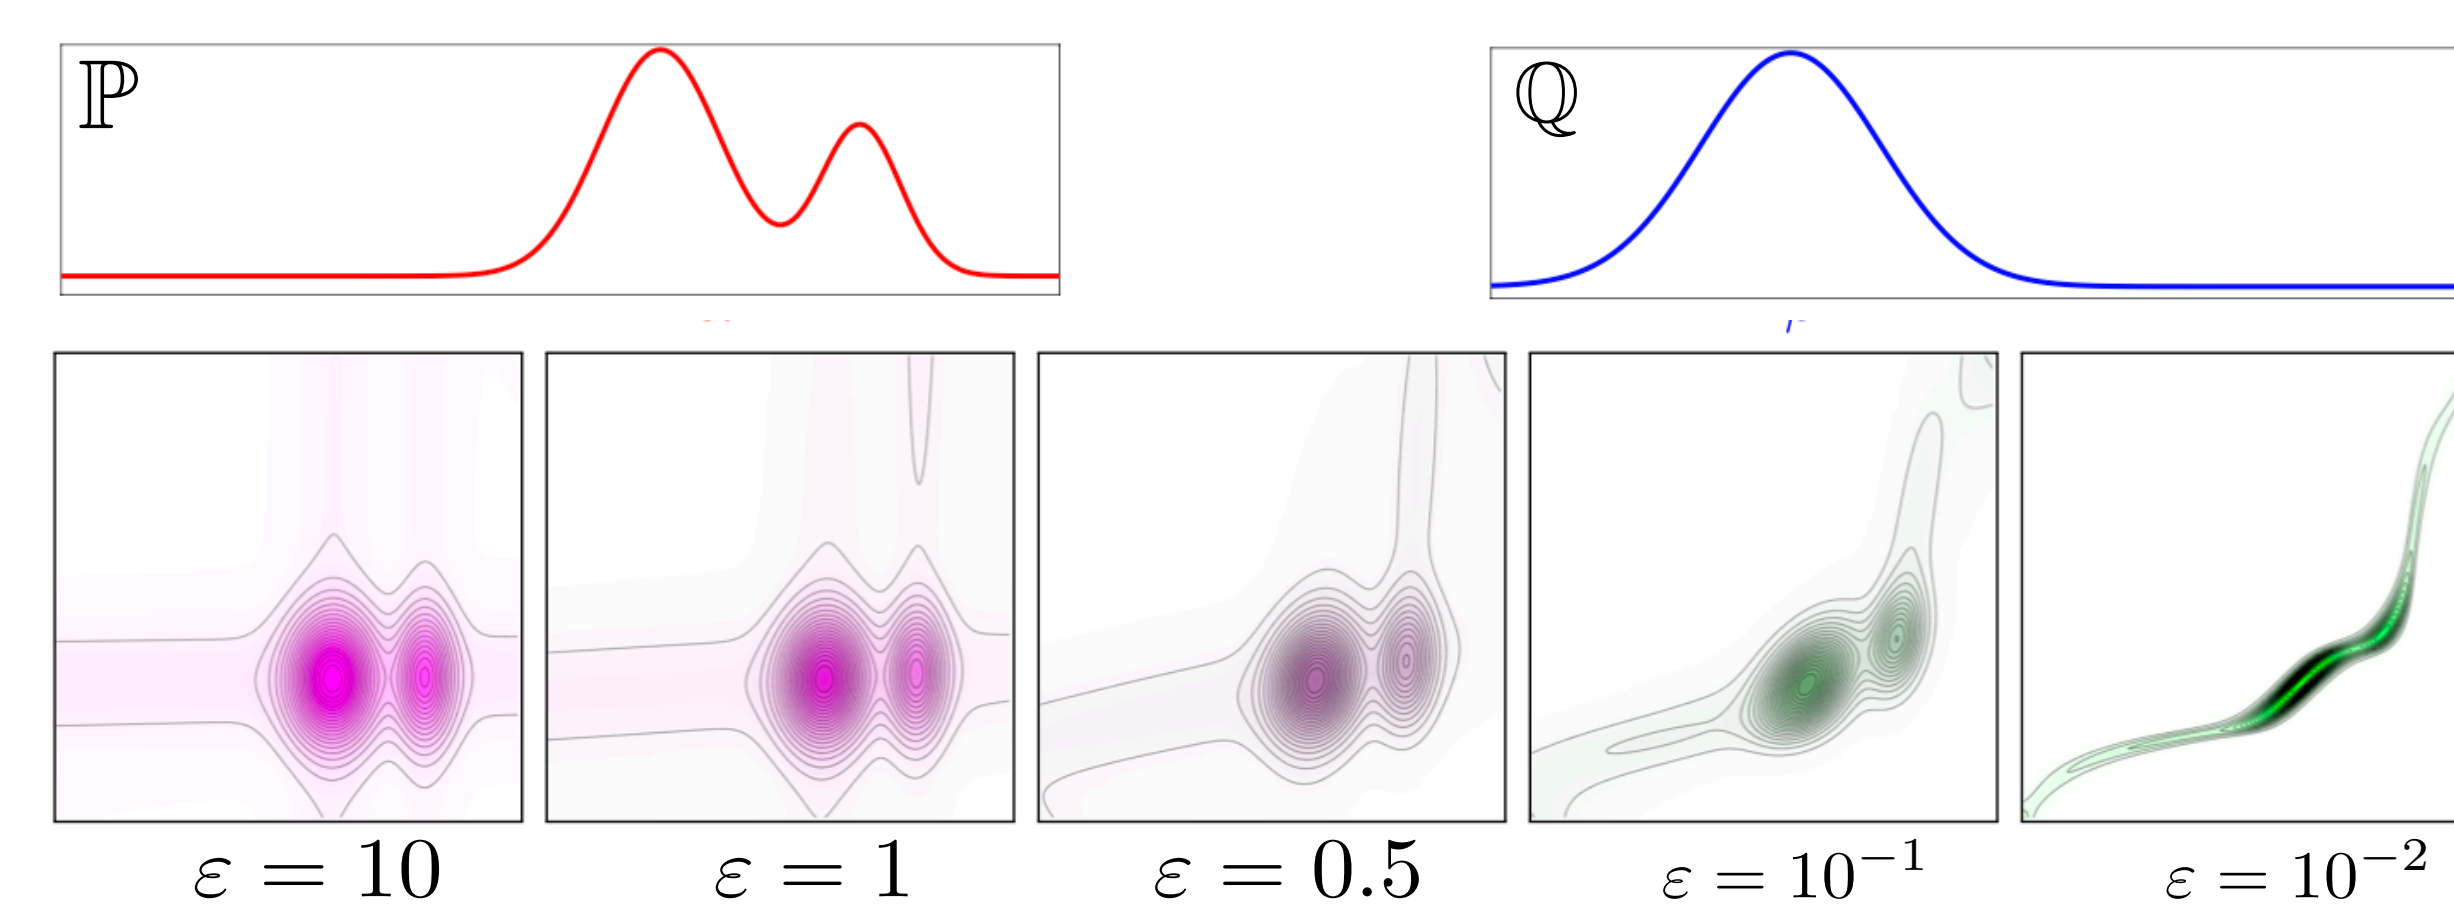 ℙ
ℚ
ε = 10
ε = 1
ε = 0.5
ε = 10⁻¹
ε = 10⁻²